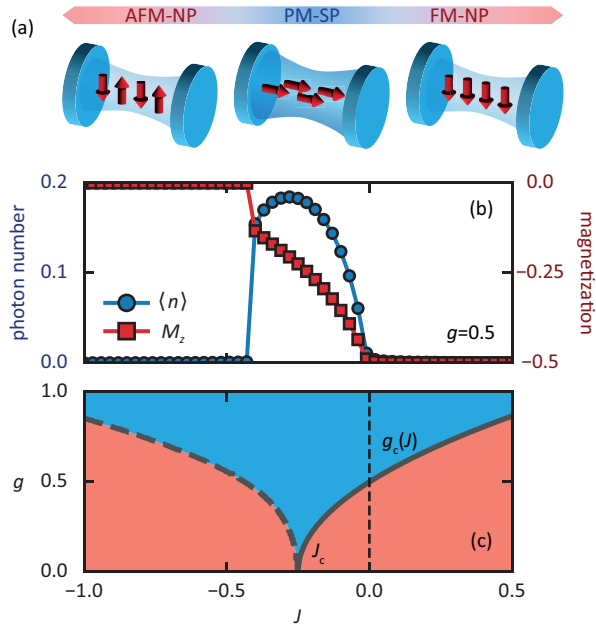 AFM-NP PM-SP FM-NP
(a)
0.2 0.0
(b)
photon number
0.1 −0.25
magnetization
⟨n⟩
M_z
g=0.5
0.0 −0.5
1.0
g_c(J)
g 0.5
J_c
(c)
0.0
−1.0 −0.5 0.0 0.5
J